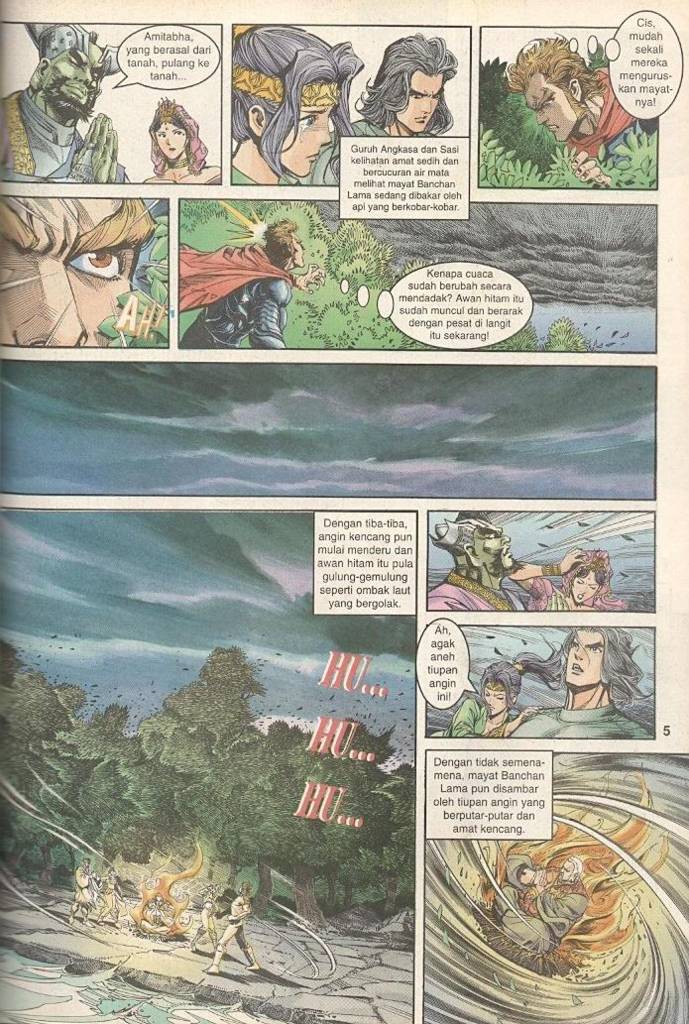 Amitabha,
yang berasal dari
tanah, pulang ke
tanah...
Guruh Angkasa dan Sasi
kelihatan amat sedih dan
bercucuran air mata
melihat mayat Banchan
Lama sedang dibakar oleh
api yang berkobar-kobar.
Cis,
mudah
sekali
mereka
mengurus-
kan mayat-
nya!
AH!
Kenapa cuaca
sudah berubah secara
mendadak? Awan hitam itu
sudah muncul dan berarak
dengan pesat di langit
itu sekarang!
Dengan tiba-tiba,
angin kencang pun
mulai menderu dan
awan hitam itu pula
gulung-gemulung
seperti ombak laut
yang bergolak.
HU...
HU...
HU...
Ah,
agak
aneh
tiupan
angin
ini!
5
Dengan tidak semena-
mena, mayat Banchan
Lama pun disambar
oleh tiupan angin yang
berputar-putar dan
amat kencang.